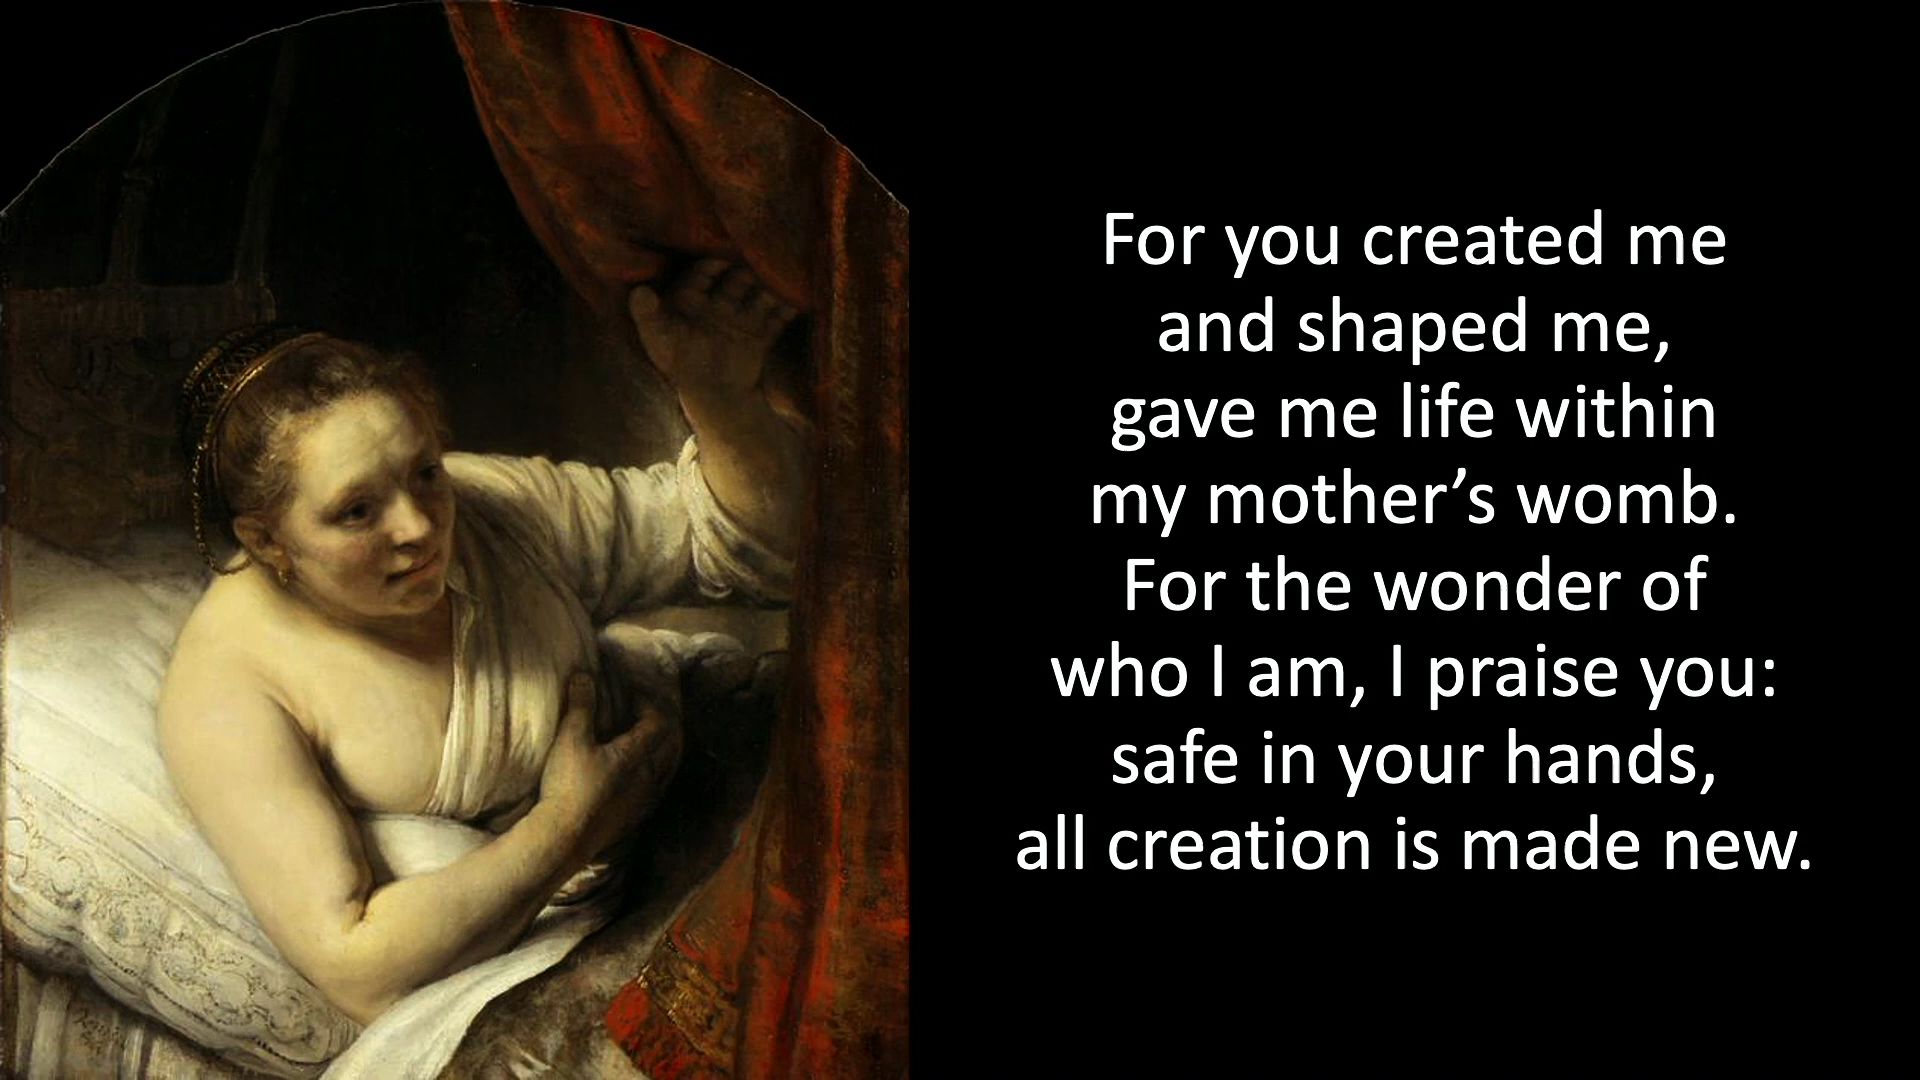 For you created me
and shaped me,
gave me life within
my mother’s womb.
For the wonder of
who I am, I praise you:
safe in your hands,
all creation is made new.